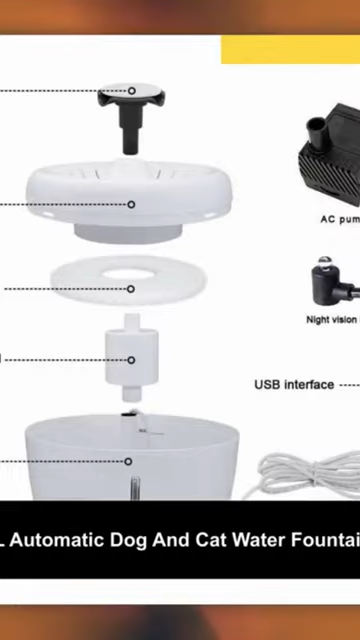 AC pum
Night vision
USB interface
L Automatic Dog And Cat Water Fountai